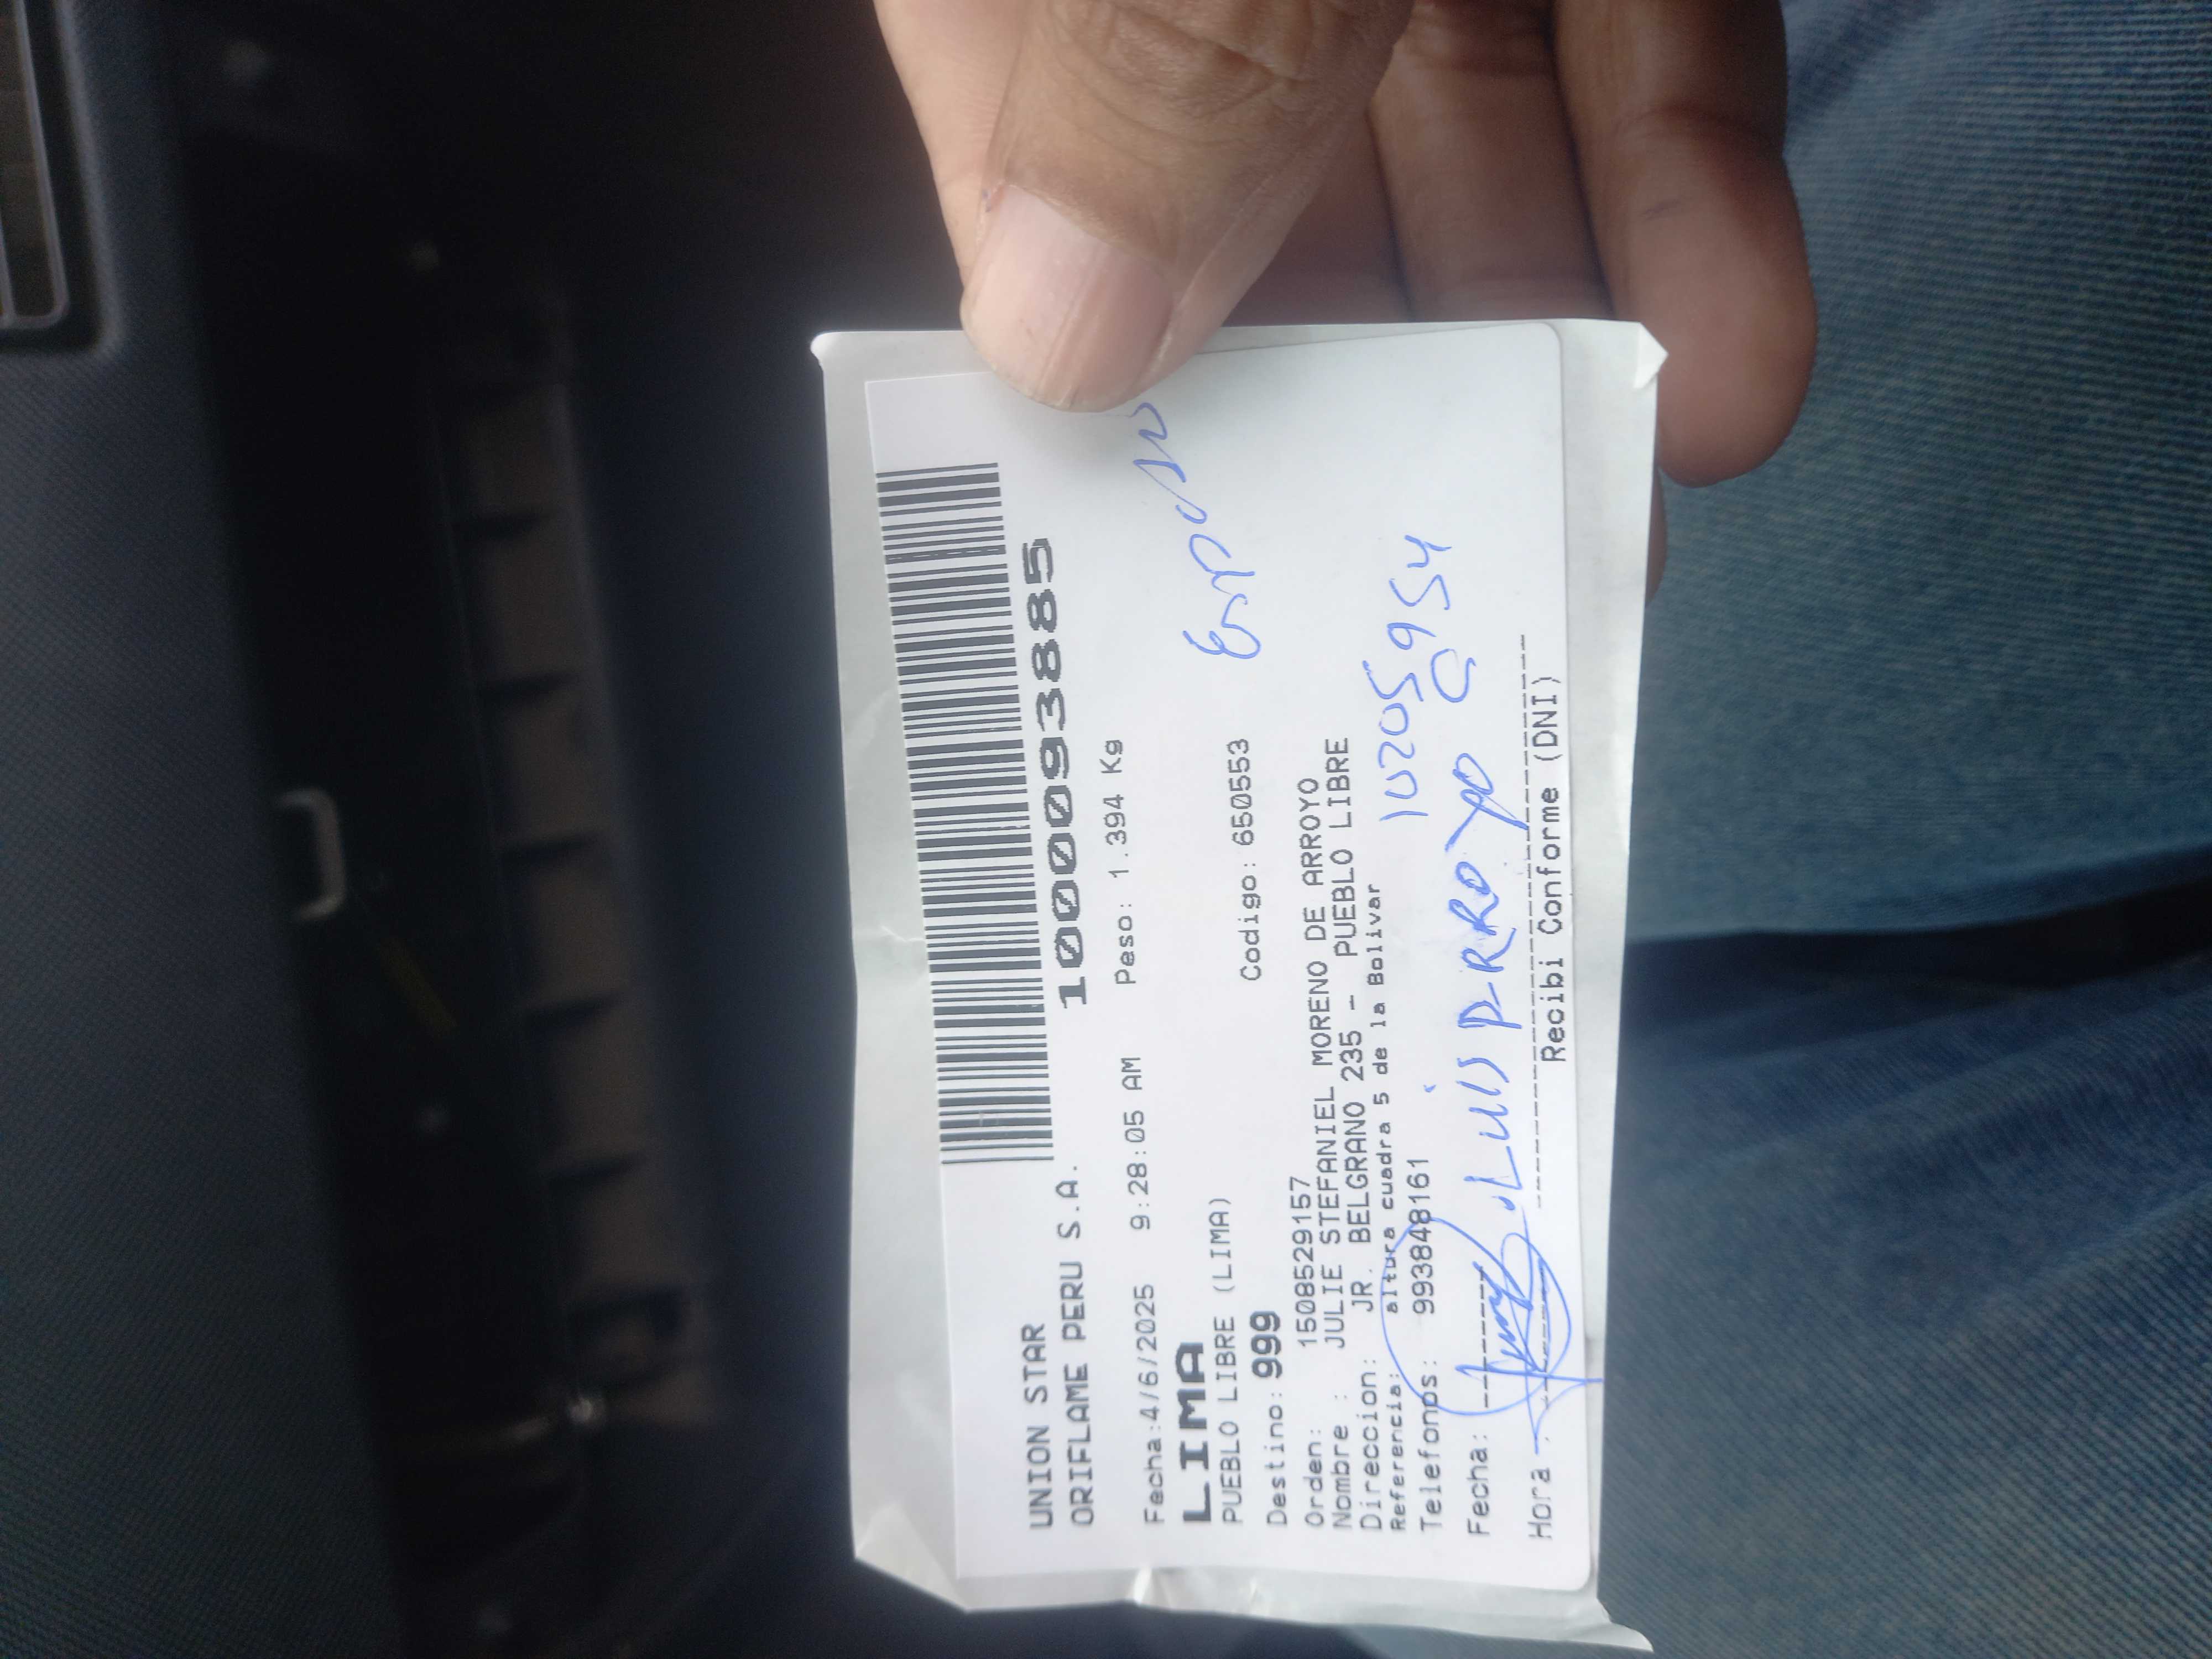 UNION STAR
ORIFLAME PERU S.A.
1000093885
Fecha:4/6/2025 9:28:05 AM Peso: 1.394 Kg
LIMA
PUEBLO LIBRE (LIMA)
Destino: 999 Codigo: 650553
Orden: 1508529157
Nombre : JULIE STEFANIEL MORENO DE ARROYO
Direccion: JR. BELGRANO 235 - PUEBLO LIBRE
Referencia: altura cuadra 5 de la Bolivar
Telefonos: 993848161
Fecha:
LUIS ARROYO
Hora
Recibi Conforme (DNI)